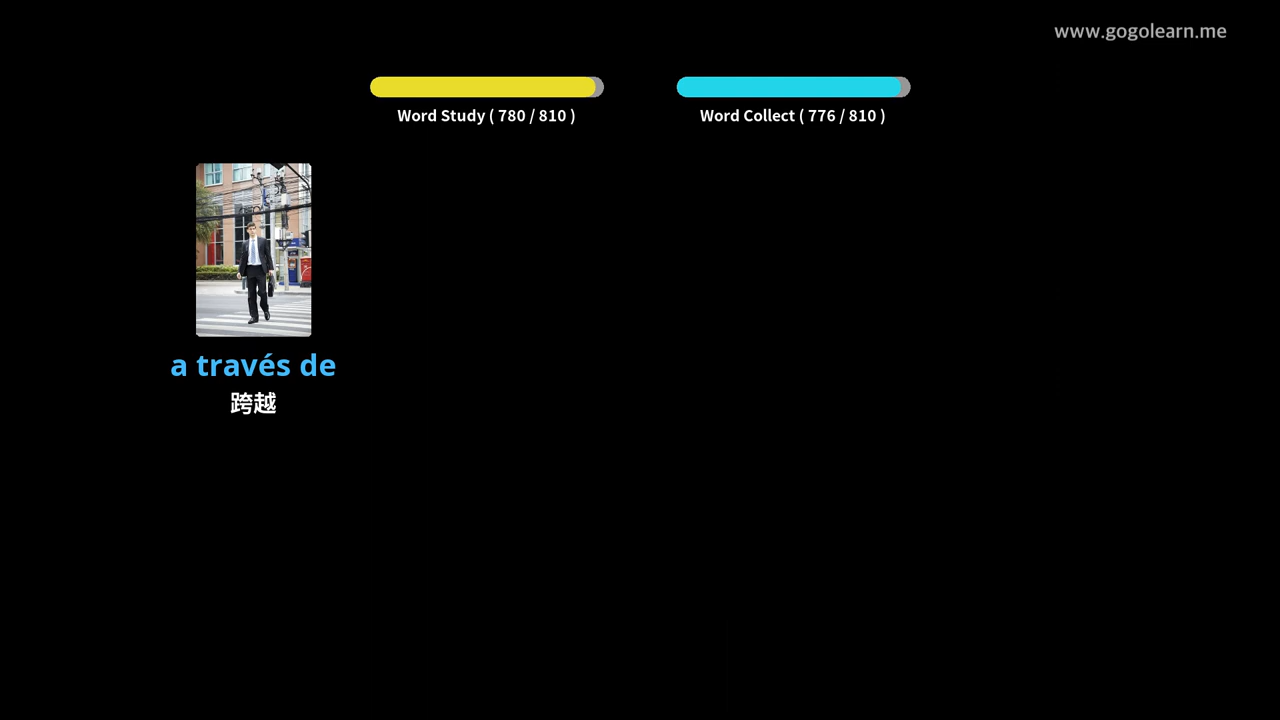 www.gogolearn.me
Word Study ( 780 / 810 )
Word Collect ( 776 / 810 )
a través de
跨越